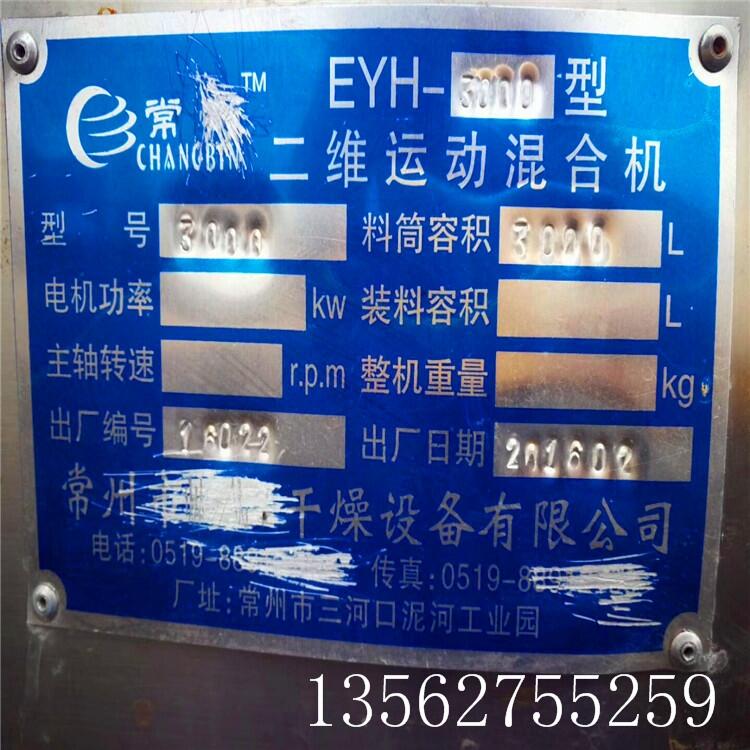 常 TM EYH-3000型
CHANGBIN 二维运动混合机
型 号 3000 料筒容积 3000 L
电机功率 kw 装料容积 L
主轴转速 r.p.m 整机重量 kg
出厂编号 16022 出厂日期 201602
常州市 干燥设备有限公司
电话:0519-88 传真:0519-889
厂址:常州市三河口泥河工业园
13562755259